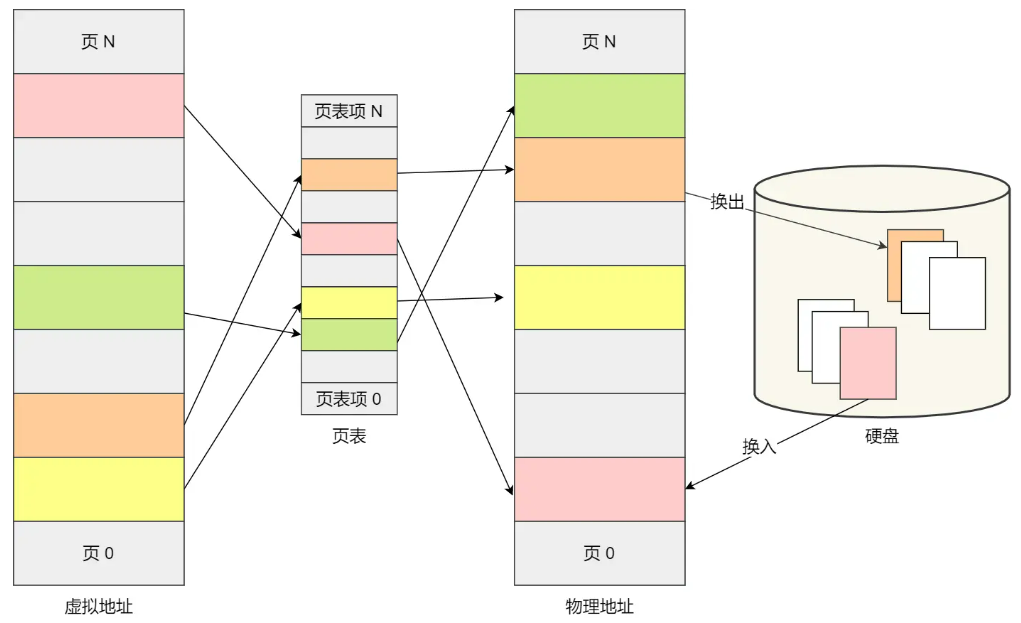 页 N
页 0
虚拟地址
页表项 N
页表项 0
页表
页 N
页 0
物理地址
换出
换入
硬盘